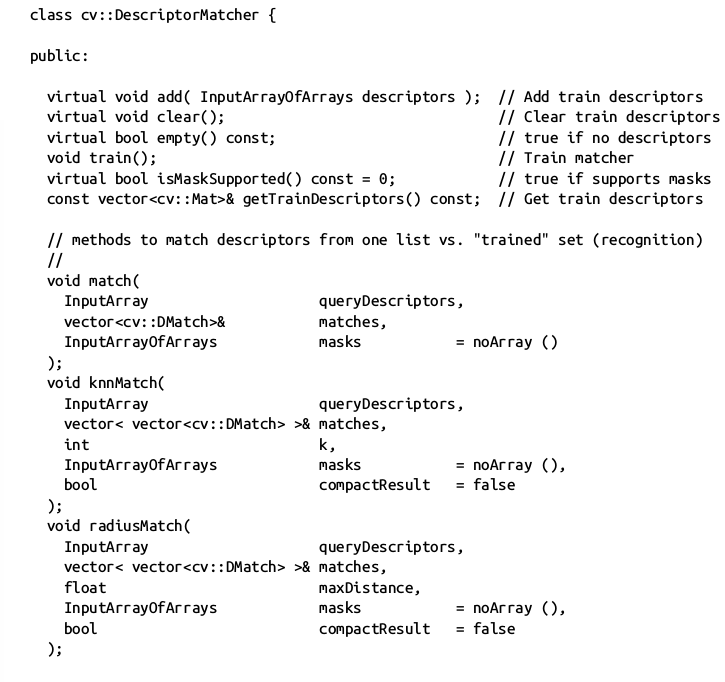 class cv::DescriptorMatcher {
public:
virtual void add( InputArrayOfArrays descriptors );  // Add train descriptors
virtual void clear();                                // Clear train descriptors
virtual bool empty() const;                          // true if no descriptors
void train();                                        // Train matcher
virtual bool isMaskSupported() const = 0;            // true if supports masks
const vector<cv::Mat>& getTrainDescriptors() const;  // Get train descriptors
// methods to match descriptors from one list vs. "trained" set (recognition)
//
void match(
InputArray                    queryDescriptors,
vector<cv::DMatch>&           matches,
InputArrayOfArrays            masks           = noArray ()
);
void knnMatch(
InputArray                    queryDescriptors,
vector< vector<cv::DMatch> >& matches,
int                           k,
InputArrayOfArrays            masks           = noArray (),
bool                          compactResult   = false
);
void radiusMatch(
InputArray                    queryDescriptors,
vector< vector<cv::DMatch> >& matches,
float                         maxDistance,
InputArrayOfArrays            masks           = noArray (),
bool                          compactResult   = false
);